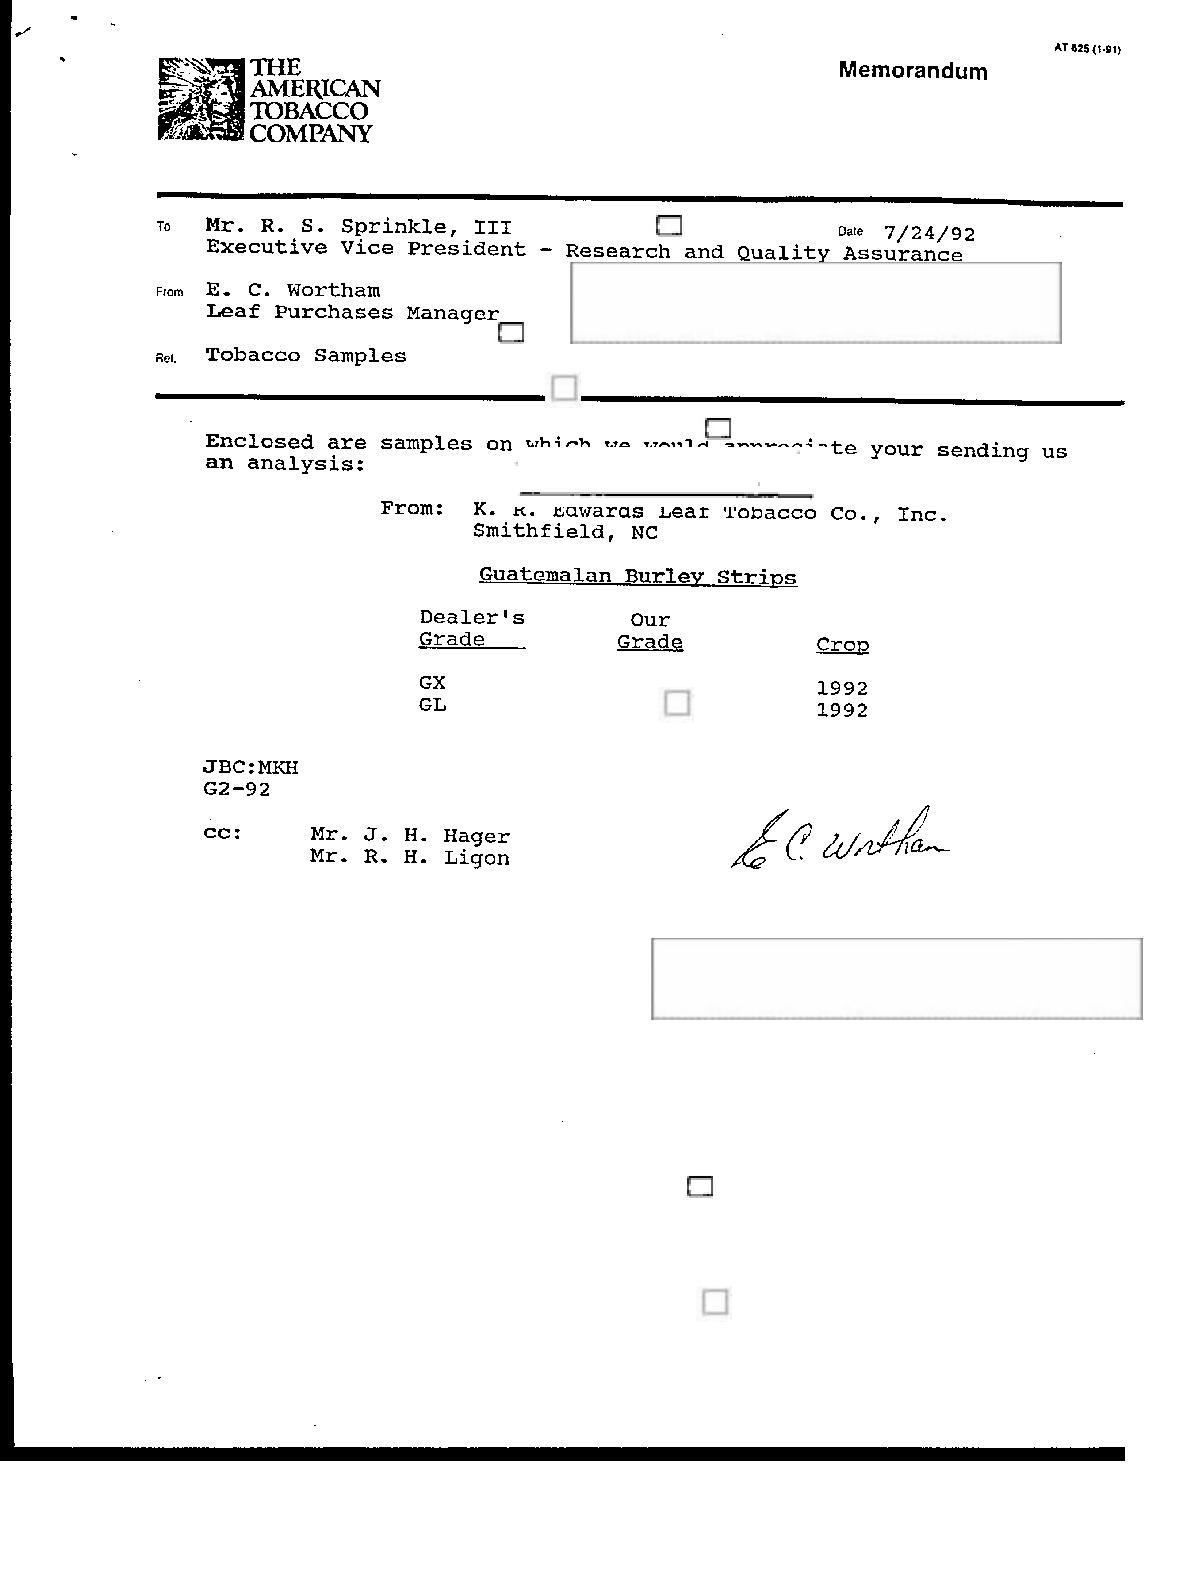 AT 825 (1-91)
Memorandum
THE
AMERICAN
TOBACCO
COMPANY
To Mr. R. S. Sprinkle, III Date 7/24/92
Executive Vice President - Research and Quality Assurance
From E. C. Wortham
Leaf Purchases Manager
Ref. Tobacco Samples
Enclosed are samples on which we would appreciate your sending us
an analysis:
From: K. R. Edwards Leaf Tobacco Co., Inc.
Smithfield, NC
Guatemalan Burley Strips
Dealer's Our
Grade Grade Crop
GX 1992
GL 1992
JBC:MKH
G2-92
cc: Mr. J. H. Hager
Mr. R. H. Ligon
E C. Wortham